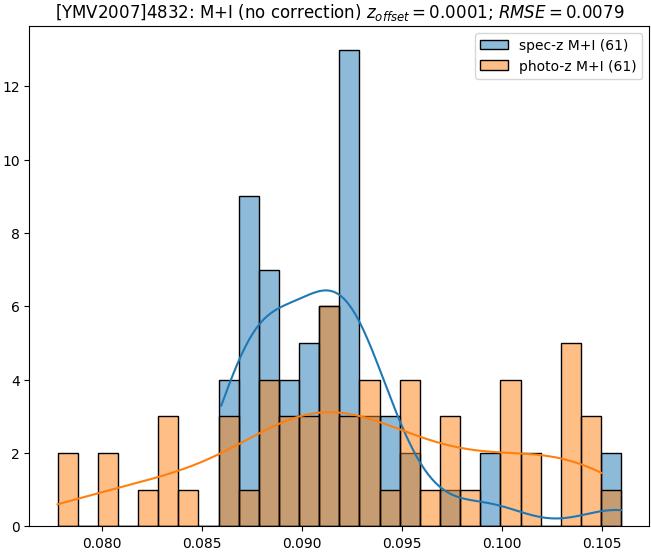 [YMV2007]4832: M+I (no correction) z_offset = 0.0001; RMSE = 0.0079
spec-z M+I (61)
photo-z M+I (61)
12
10
8
6
4
2
0
0.080 0.085 0.090 0.095 0.100 0.105